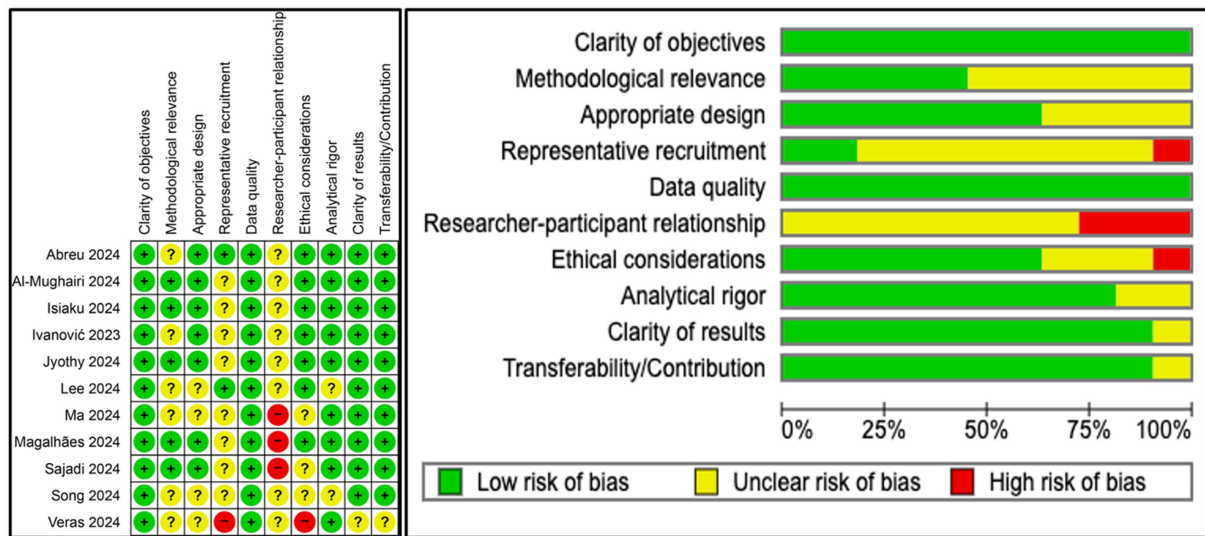 Clarity of objectives
Methodological relevance
Appropriate design
Representative recruitment
Data quality
Researcher-participant relationship
Ethical considerations
Analytical rigor
Clarity of results
Transferability/Contribution
Abreu 2024 + ? + + + ? + + + +
Al-Mughairi 2024 + + + ? + ? + + + +
Isiaku 2024 + + + ? + ? + + + +
Ivanović 2023 + ? + ? + ? + + + +
Jyothy 2024 + + + ? + ? + + + +
Lee 2024 + ? ? + + ? + ? + +
Ma 2024 + ? ? ? + − ? + + +
Magalhães 2024 + + + ? + − + + + +
Sajadi 2024 + + + ? + − ? + + +
Song 2024 + ? ? ? + ? ? ? + +
Veras 2024 + ? ? − + ? − + ? ?
Clarity of objectives
Methodological relevance
Appropriate design
Representative recruitment
Data quality
Researcher-participant relationship
Ethical considerations
Analytical rigor
Clarity of results
Transferability/Contribution
0% 25% 50% 75% 100%
Low risk of bias Unclear risk of bias High risk of bias